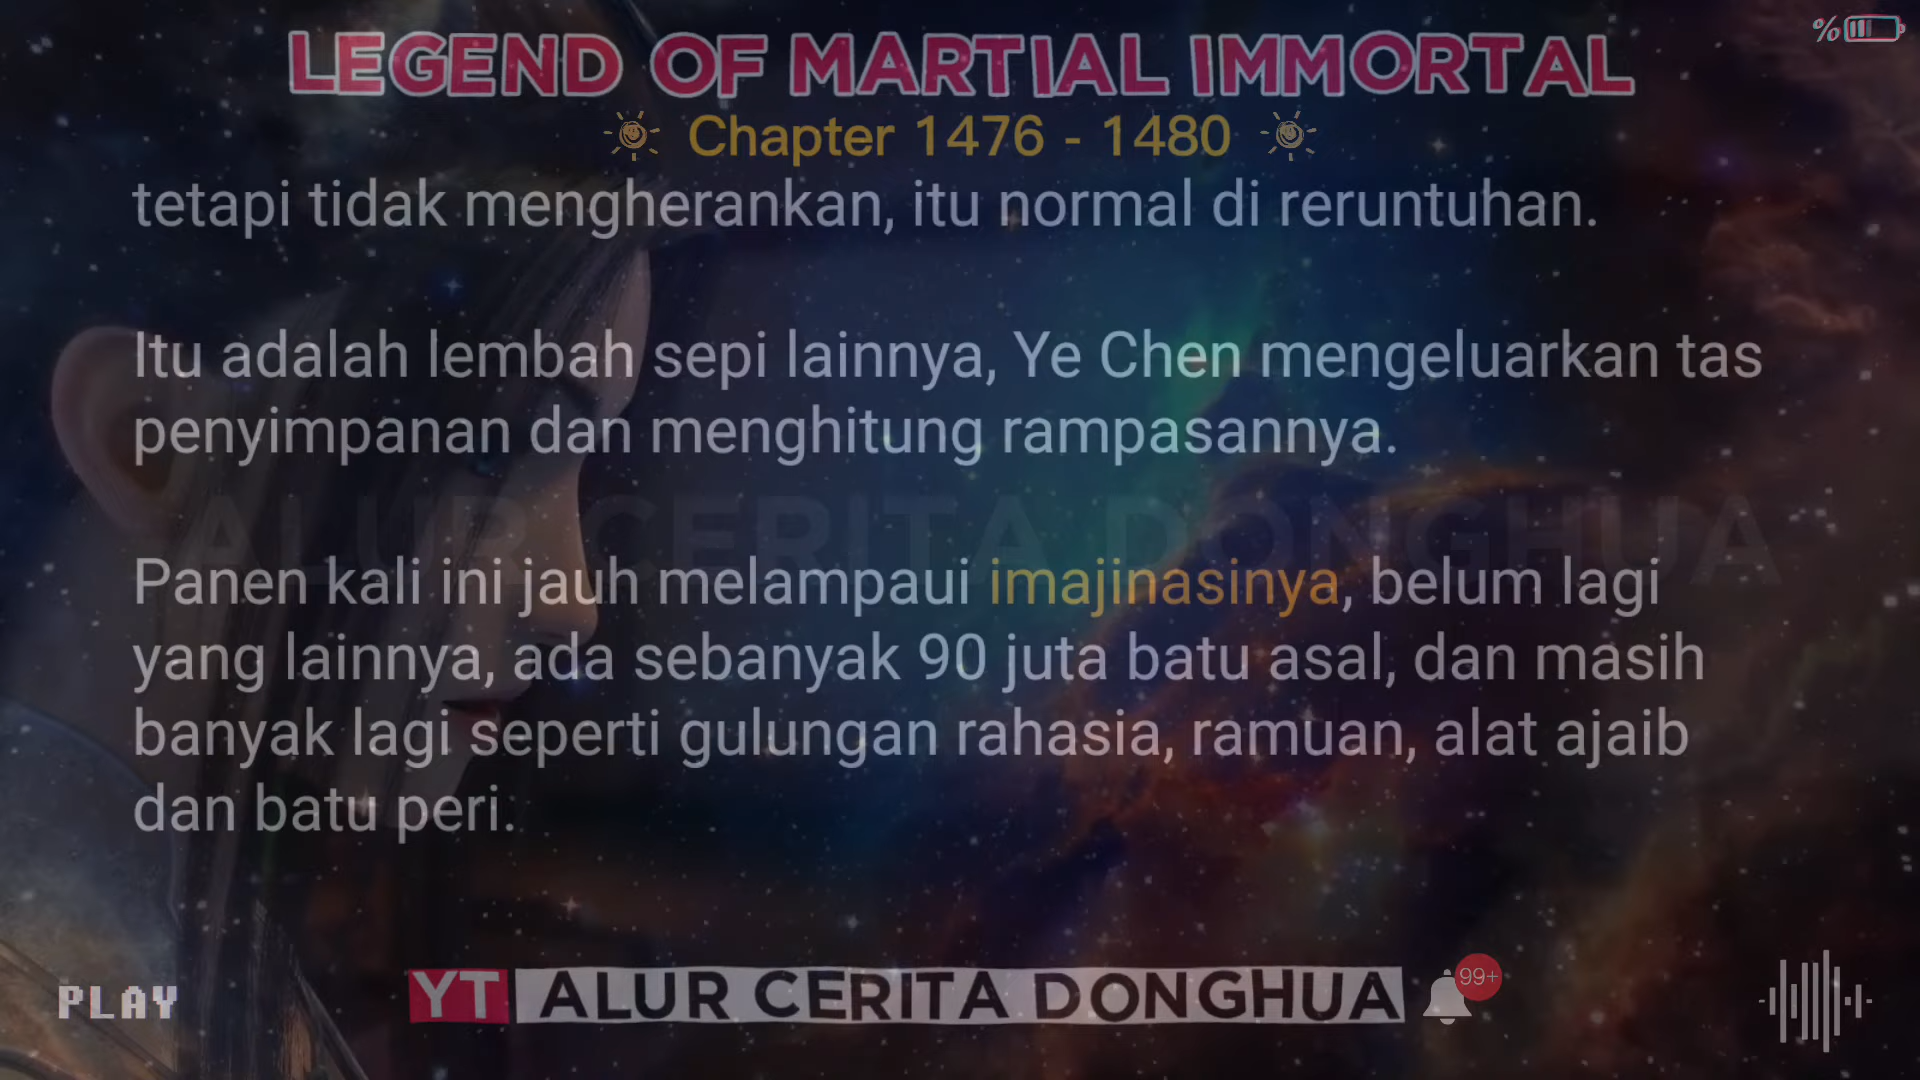 LEGEND OF MARTIAL IMMORTAL
%
Chapter 1476 - 1480
tetapi tidak mengherankan, itu normal di reruntuhan.
Itu adalah lembah sepi lainnya, Ye Chen mengeluarkan tas
penyimpanan dan menghitung rampasannya.
ALUR CERITA DONGHUA
Panen kali ini jauh melampaui imajinasinya, belum lagi
yang lainnya, ada sebanyak 90 juta batu asal, dan masih
banyak lagi seperti gulungan rahasia, ramuan, alat ajaib
dan batu peri.
PLAY
YT ALUR CERITA DONGHUA
99+